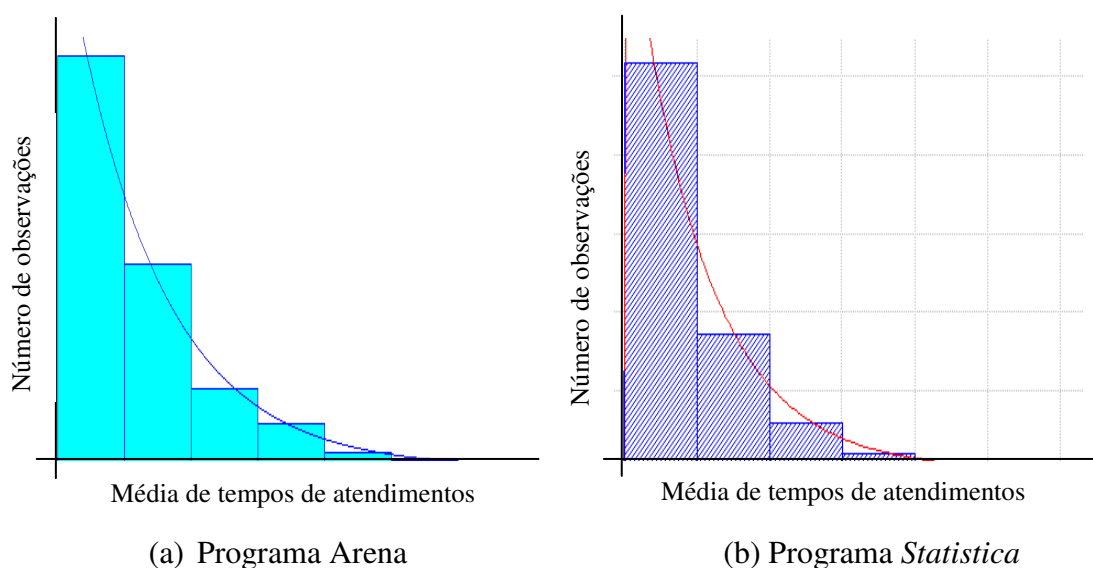 Número de observações
Média de tempos de atendimentos
(a) Programa Arena
Número de observações
Média de tempos de atendimentos
(b) Programa Statistica